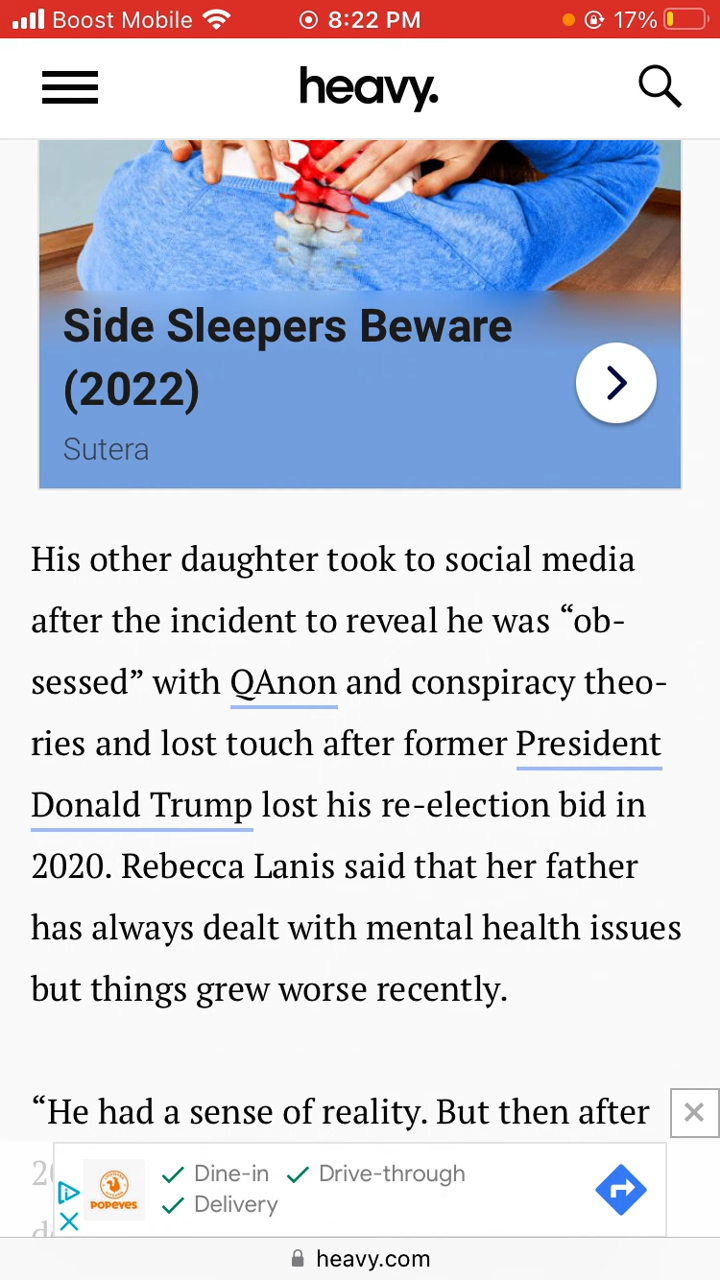 Boost Mobile 8:22 PM 17%
heavy.
Side Sleepers Beware
(2022)
Sutera
His other daughter took to social media
after the incident to reveal he was “ob-
sessed” with QAnon and conspiracy theo-
ries and lost touch after former President
Donald Trump lost his re-election bid in
2020. Rebecca Lanis said that her father
has always dealt with mental health issues
but things grew worse recently.
“He had a sense of reality. But then after
POPEYES
Dine-in Drive-through
Delivery
heavy.com